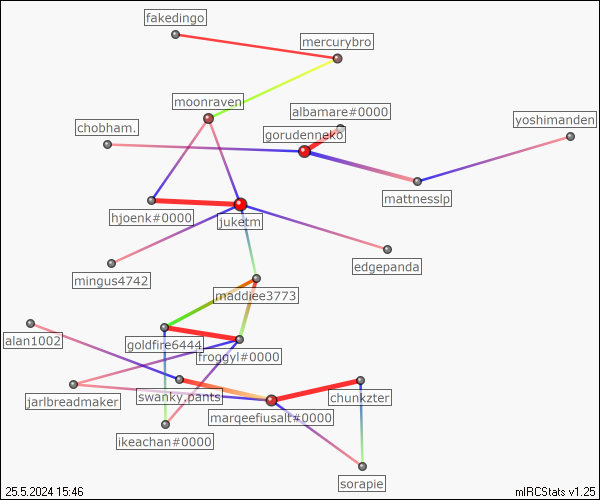 fakedingo
mercurybro
moonraven
albamare#0000
yoshimanden
chobham.
gorudenneko
mattnesslp
hjoenk#0000
juketm
edgepanda
mingus4742
maddiee3773
alan1002
goldfire6444
froggyl#0000
jarlbreadmaker
swanky.pants
chunkzter
marqeefiusalt#0000
ikeachan#0000
sorapie
25.5.2024 15:46
mIRCStats v1.25